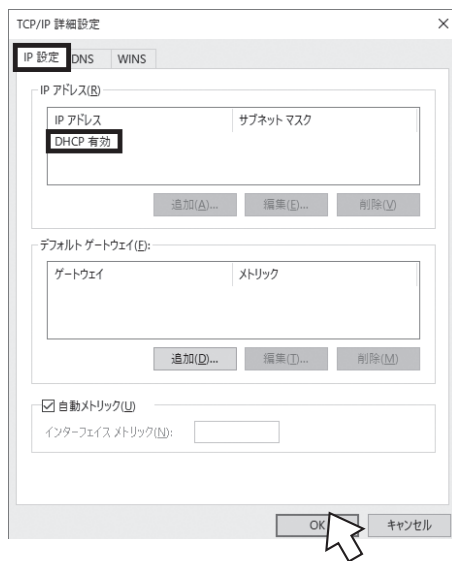 TCP/IP 詳細設定
IP 設定 DNS WINS
IP アドレス(R)
IP アドレス サブネット マスク
DHCP 有効
追加(A)... 編集(E)... 削除(V)
デフォルト ゲートウェイ(E):
ゲートウェイ メトリック
追加(D)... 編集(T)... 削除(M)
自動メトリック(U)
インターフェイス メトリック(N):
OK キャンセル